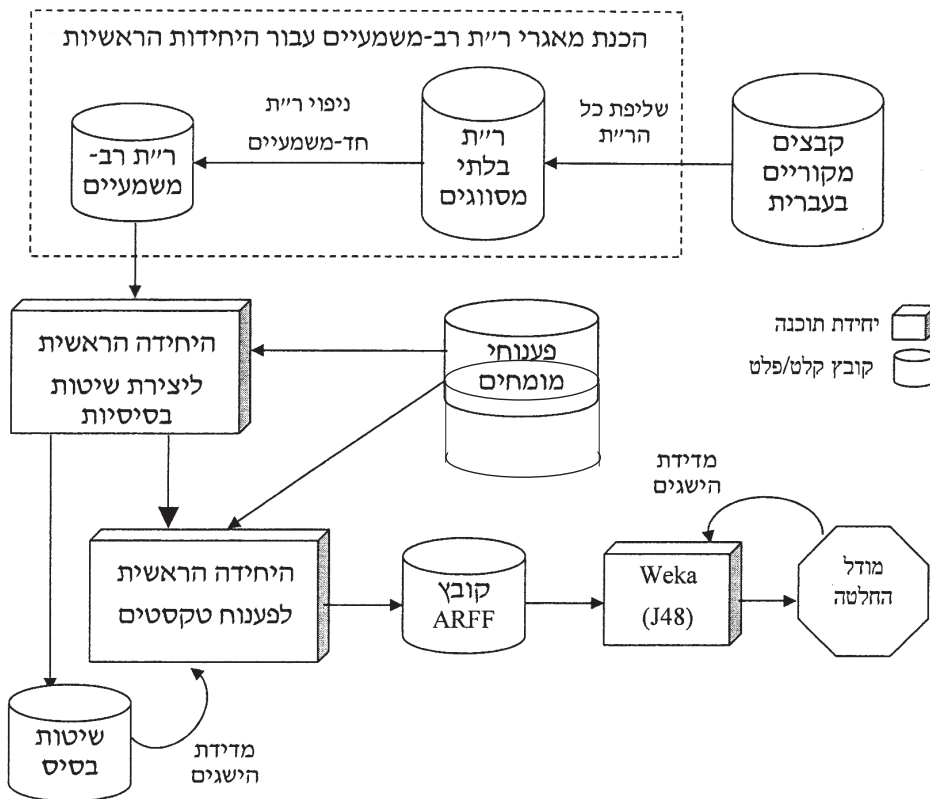 הכנת מאגרי ר״ת רב-משמעיים עבור היחידות הראשיות
קבצים
מקוריים
בעברית
שליפת כל
הר״ת
ר״ת
בלתי
מסווגים
ניפוי ר״ת
חד-משמעיים
ר״ת רב-
משמעיים
יחידת תוכנה
קובץ קלט/פלט
פענוחי
מומחים
היחידה הראשית
ליצירת שיטות
בסיסיות
היחידה הראשית
לפענוח טקסטים
קובץ
ARFF
Weka
(J48)
מדידת
הישגים
מודל
החלטה
שיטות
בסיס
מדידת
הישגים